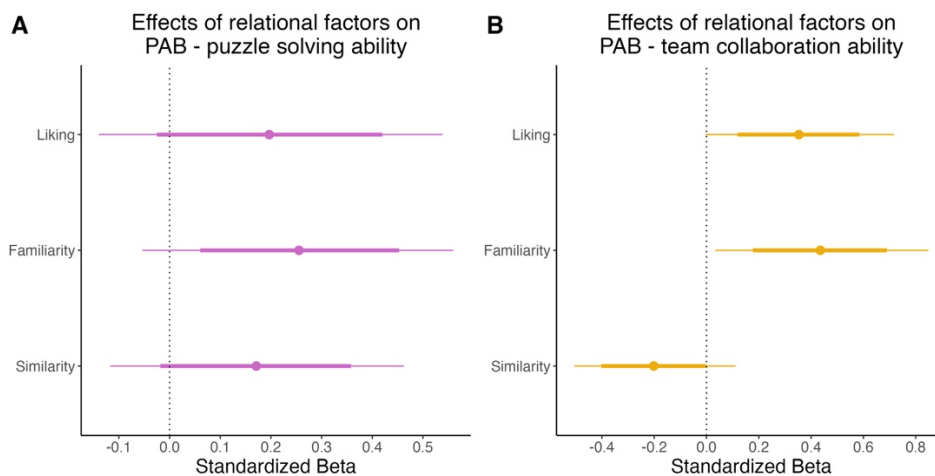 A
Effects of relational factors on
PAB - puzzle solving ability
Liking
Familiarity
Similarity
-0.1 0.0 0.1 0.2 0.3 0.4 0.5
Standardized Beta
B
Effects of relational factors on
PAB - team collaboration ability
Liking
Familiarity
Similarity
-0.4 -0.2 0.0 0.2 0.4 0.6 0.8
Standardized Beta